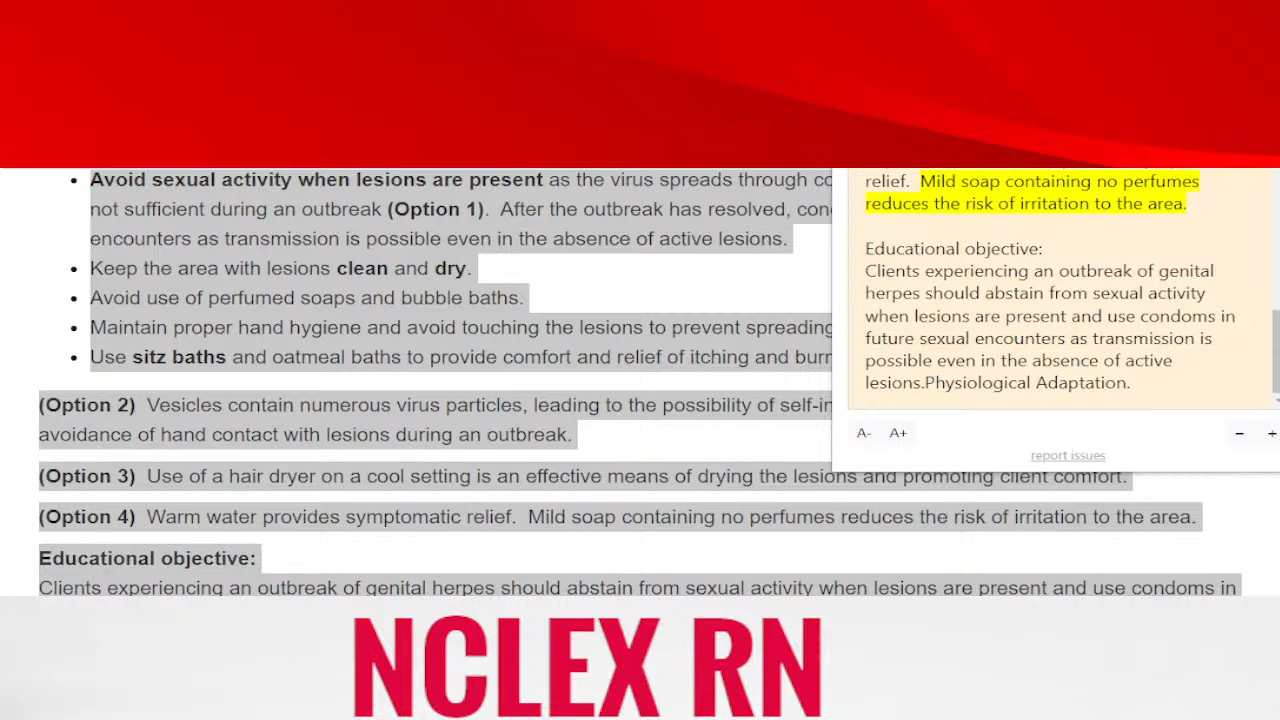 Avoid sexual activity when lesions are present as the virus spreads through
not sufficient during an outbreak (Option 1). After the outbreak has resolved,
encounters as transmission is possible even in the absence of active lesions.
Keep the area with lesions clean and dry.
Avoid use of perfumed soaps and bubble baths.
Maintain proper hand hygiene and avoid touching the lesions to prevent spreading
Use sitz baths and oatmeal baths to provide comfort and relief of itching and
(Option 2) Vesicles contain numerous virus particles, leading to the possibility of
avoidance of hand contact with lesions during an outbreak.
(Option 3) Use of a hair dryer on a cool setting is an effective means of drying the lesions and promoting client comfort.
(Option 4) Warm water provides symptomatic relief. Mild soap containing no perfumes reduces the risk of irritation to the area.
Educational objective:
Clients experiencing an outbreak of genital herpes should abstain from sexual activity when lesions are present and use condoms in
relief. Mild soap containing no perfumes
reduces the risk of irritation to the area.
Educational objective:
Clients experiencing an outbreak of genital
herpes should abstain from sexual activity
when lesions are present and use condoms in
future sexual encounters as transmission is
possible even in the absence of active
lesions.Physiological Adaptation.
A- A+ − +
report issues
NCLEX RN